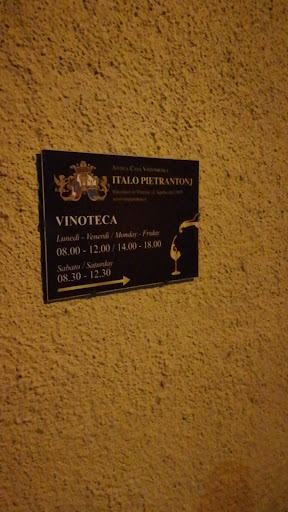 ANTICA CASA VINICOLA
ITALO PIETRANTONJ
VINOTECA
Lunedì - Venerdì / Monday - Friday
08.00 - 12.00 / 14.00 - 18.00
Sabato / Saturday
08.30 - 12.30